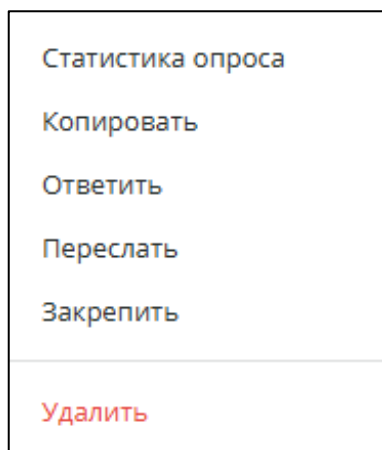 Статистика опроса
Копировать
Ответить
Переслать
Закрепить
Удалить